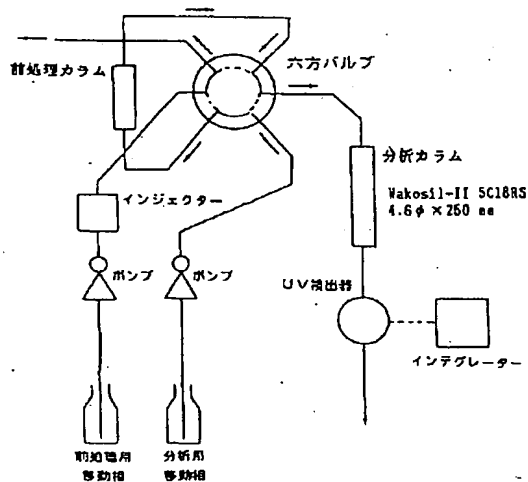 前処理カラム
六方バルブ
分析カラム
Wakosil-II 5C18RS
4.6φ×250 mm
インジェクター
ポンプ
ポンプ
UV検出器
インテグレーター
前処理用
移動相
分析用
移動相